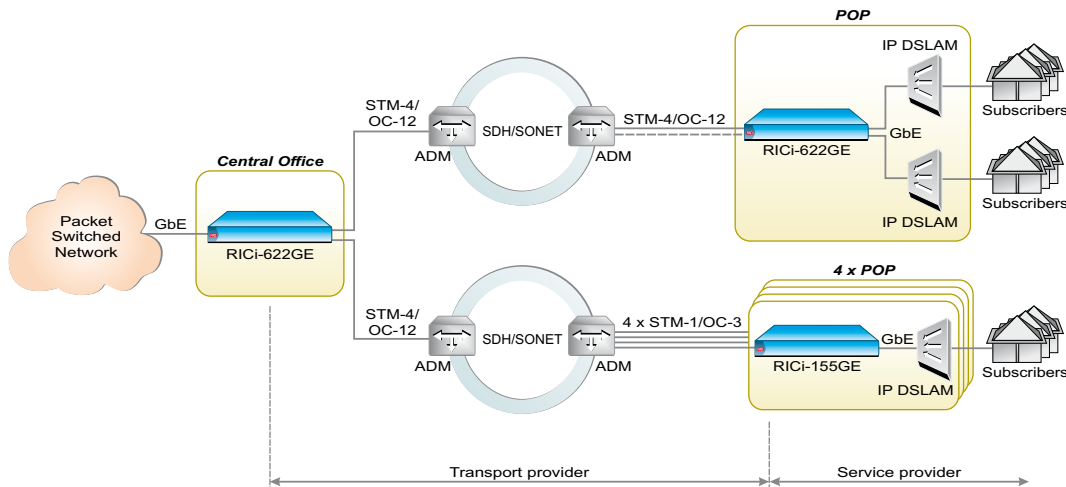 POP
IP DSLAM
STM-4/
OC-12
SDH/SONET
STM-4/OC-12
GbE
Subscribers
ADM
ADM
RICi-622GE
Central Office
IP DSLAM
Subscribers
Packet
Switched
Network
GbE
RICi-622GE
4 x POP
STM-4/
OC-12
SDH/SONET
4 x STM-1/OC-3
GbE
ADM
ADM
RICi-155GE
IP DSLAM
Subscribers
Transport provider
Service provider